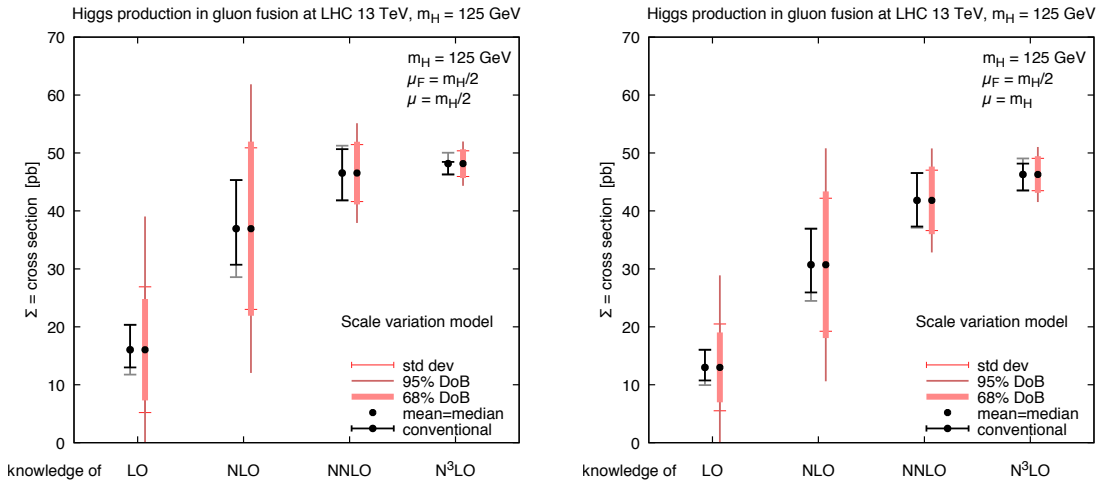 Higgs production in gluon fusion at LHC 13 TeV, m_H = 125 GeV
70
60
50
40
30
20
10
0
Σ = cross section [pb]
m_H = 125 GeV
μ_F = m_H/2
μ = m_H/2
Scale variation model
std dev
95% DoB
68% DoB
mean=median
conventional
knowledge of LO NLO NNLO N³LO
Higgs production in gluon fusion at LHC 13 TeV, m_H = 125 GeV
70
60
50
40
30
20
10
0
Σ = cross section [pb]
m_H = 125 GeV
μ_F = m_H/2
μ = m_H
Scale variation model
std dev
95% DoB
68% DoB
mean=median
conventional
knowledge of LO NLO NNLO N³LO